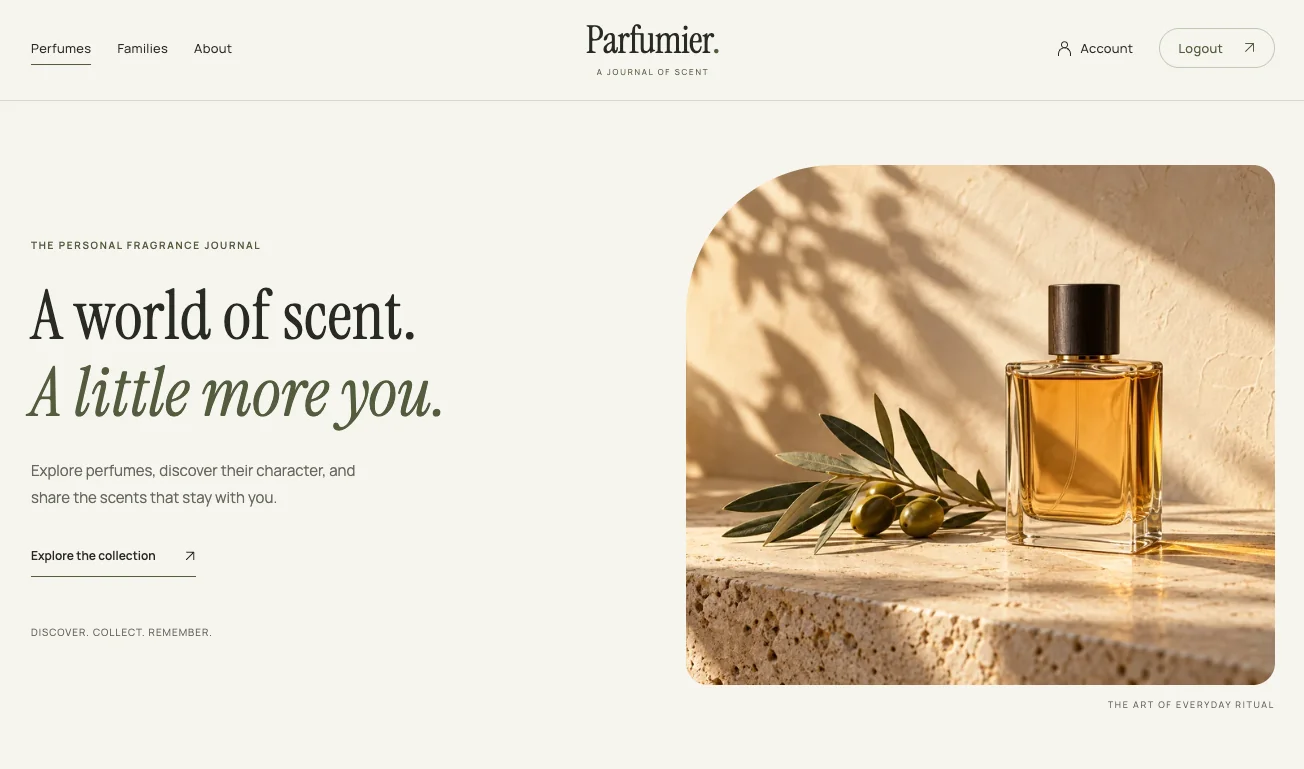 Perfumes
Families
About
Parfumier.
A JOURNAL OF SCENT
Account
Logout
THE PERSONAL FRAGRANCE JOURNAL
A world of scent.
A little more you.
Explore perfumes, discover their character, and
share the scents that stay with you.
Explore the collection
DISCOVER. COLLECT. REMEMBER.
THE ART OF EVERYDAY RITUAL